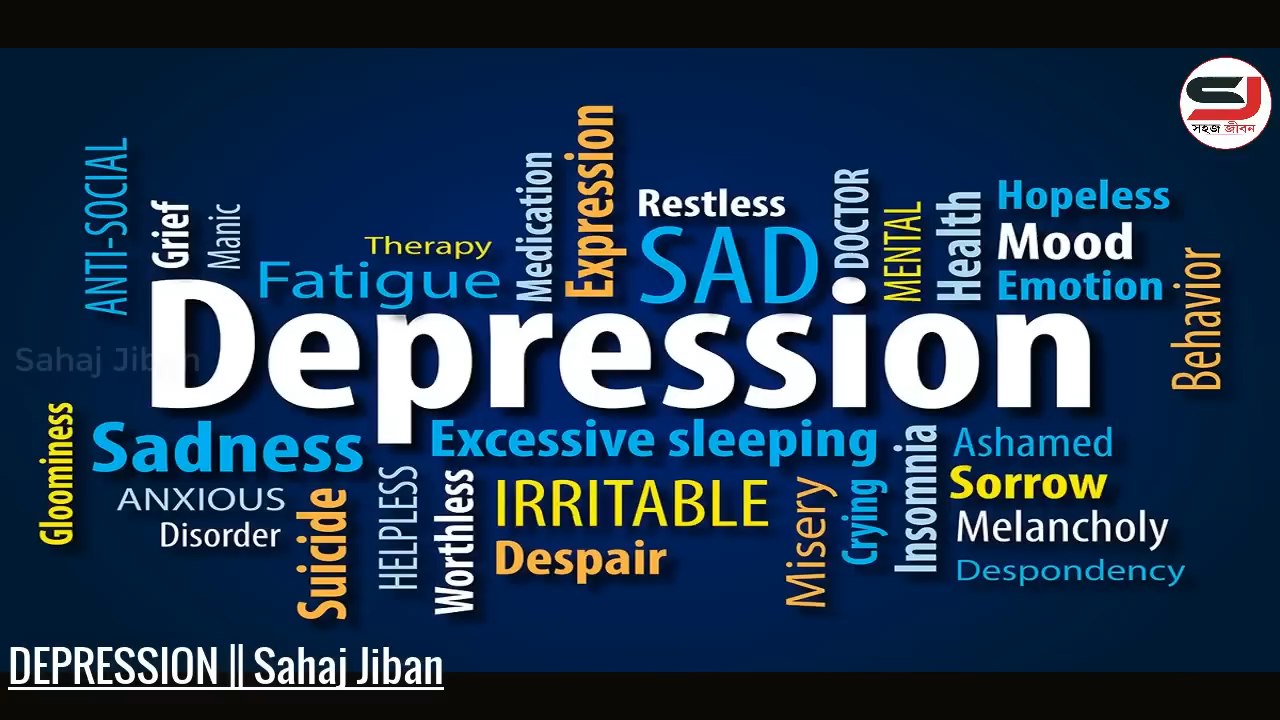 SJ
সহজ জীবন
ANTI-SOCIAL
Grief
Manic
Therapy
Fatigue
Medication
Expression
Restless
SAD
DOCTOR
MENTAL
Health
Hopeless
Mood
Emotion
Behavior
Depression
Sahaj Jiban
Gloominess
Sadness
ANXIOUS
Disorder
Suicide
HELPLESS
Worthless
Excessive sleeping
IRRITABLE
Despair
Misery
Crying
Insomnia
Ashamed
Sorrow
Melancholy
Despondency
DEPRESSION || Sahaj Jiban